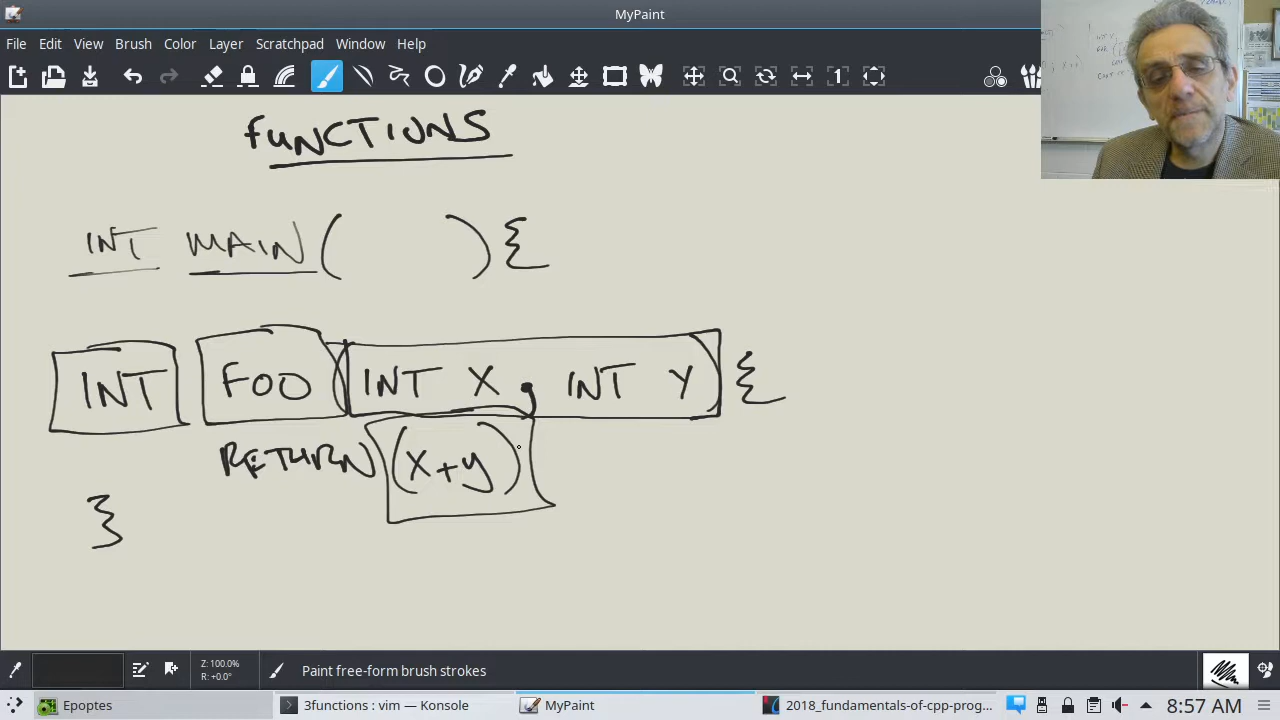 MyPaint
File Edit View Brush Color Layer Scratchpad Window Help
FUNCTIONS
INT MAIN( ){
INT FOO (INT X, INT Y) {
RETURN (X+Y)
}
Z: 100.0%
R: +0.0°
Paint free-form brush strokes
Epoptes
3functions : vim — Konsole
MyPaint
2018_fundamentals-of-cpp-prog...
8:57 AM